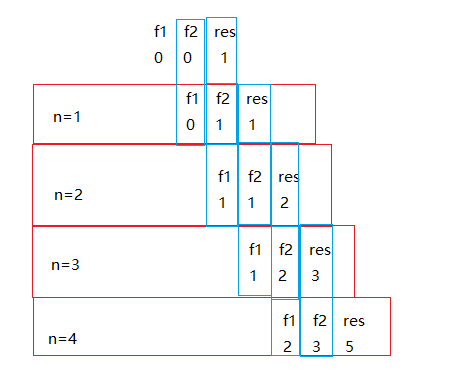 f1 f2 res
0 0 1
f1 f2 res
n=1
0 1 1
f1 f2 res
n=2
1 1 2
f1 f2 res
n=3
1 2 3
f1 f2 res
n=4
2 3 5